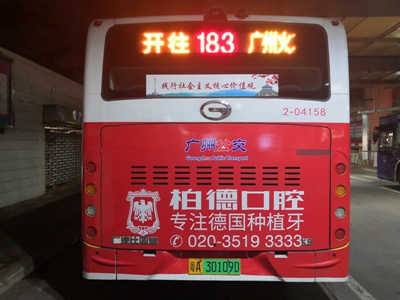 开往 183 广州火
践行社会主义核心价值观
2-04158
广州公交
Guangzhou Public Transport
柏德口腔
专注德国种植牙
020-3519 3333
粤A 30109D